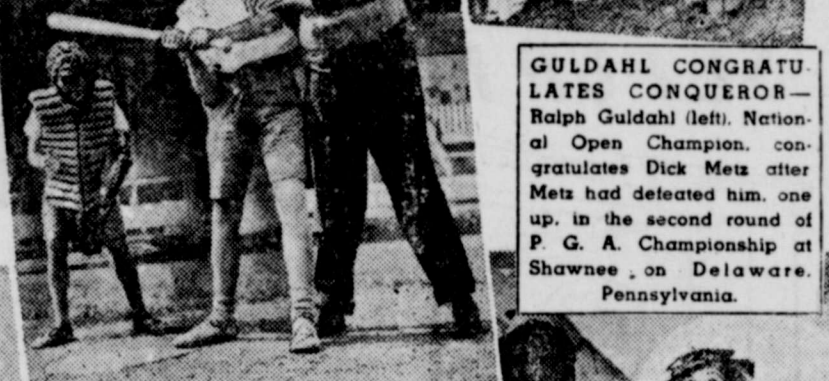 GULDAHL CONGRATU-
LATES CONQUEROR—
Ralph Guldahl (left), Nation-
al Open Champion, con-
gratulates Dick Metz after
Metz had defeated him, one
up, in the second round of
P. G. A. Championship at
Shawnee , on Delaware,
Pennsylvania.